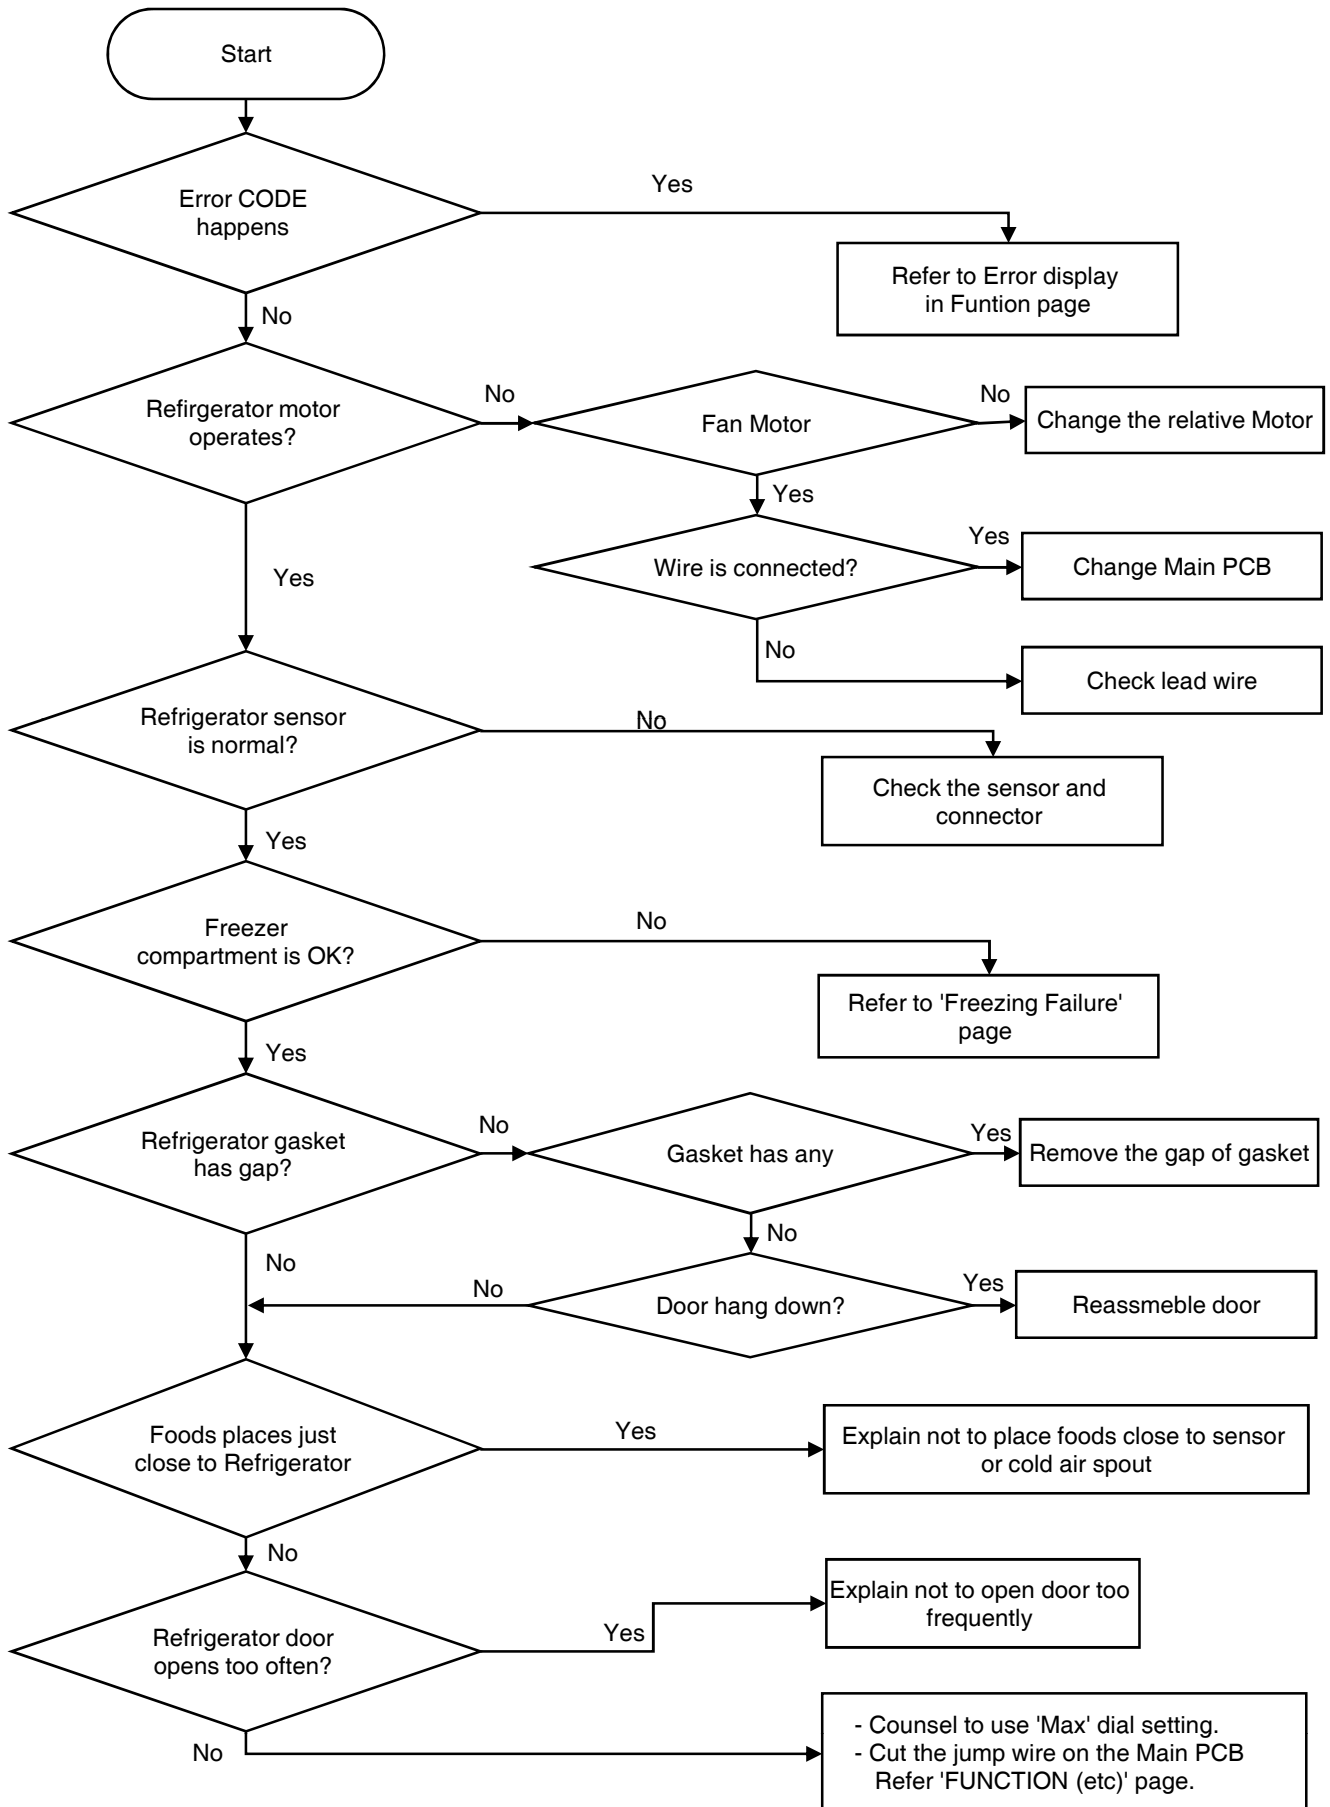 Start
Error CODE
happens
Yes
Refer to Error display
in Funtion page
No
Refirgerator motor
operates?
No
Fan Motor
No
Change the relative Motor
Yes
Wire is connected?
Yes
Change Main PCB
No
Check lead wire
Yes
Refrigerator sensor
is normal?
No
Check the sensor and
connector
Yes
Freezer
compartment is OK?
No
Refer to 'Freezing Failure'
page
Yes
Refrigerator gasket
has gap?
No
Gasket has any
Yes
Remove the gap of gasket
No
Door hang down?
Yes
Reassmeble door
No
No
Foods places just
close to Refrigerator
Yes
Explain not to place foods close to sensor
or cold air spout
No
Refrigerator door
opens too often?
Yes
Explain not to open door too
frequently
No
- Counsel to use 'Max' dial setting.
- Cut the jump wire on the Main PCB
Refer 'FUNCTION (etc)' page.